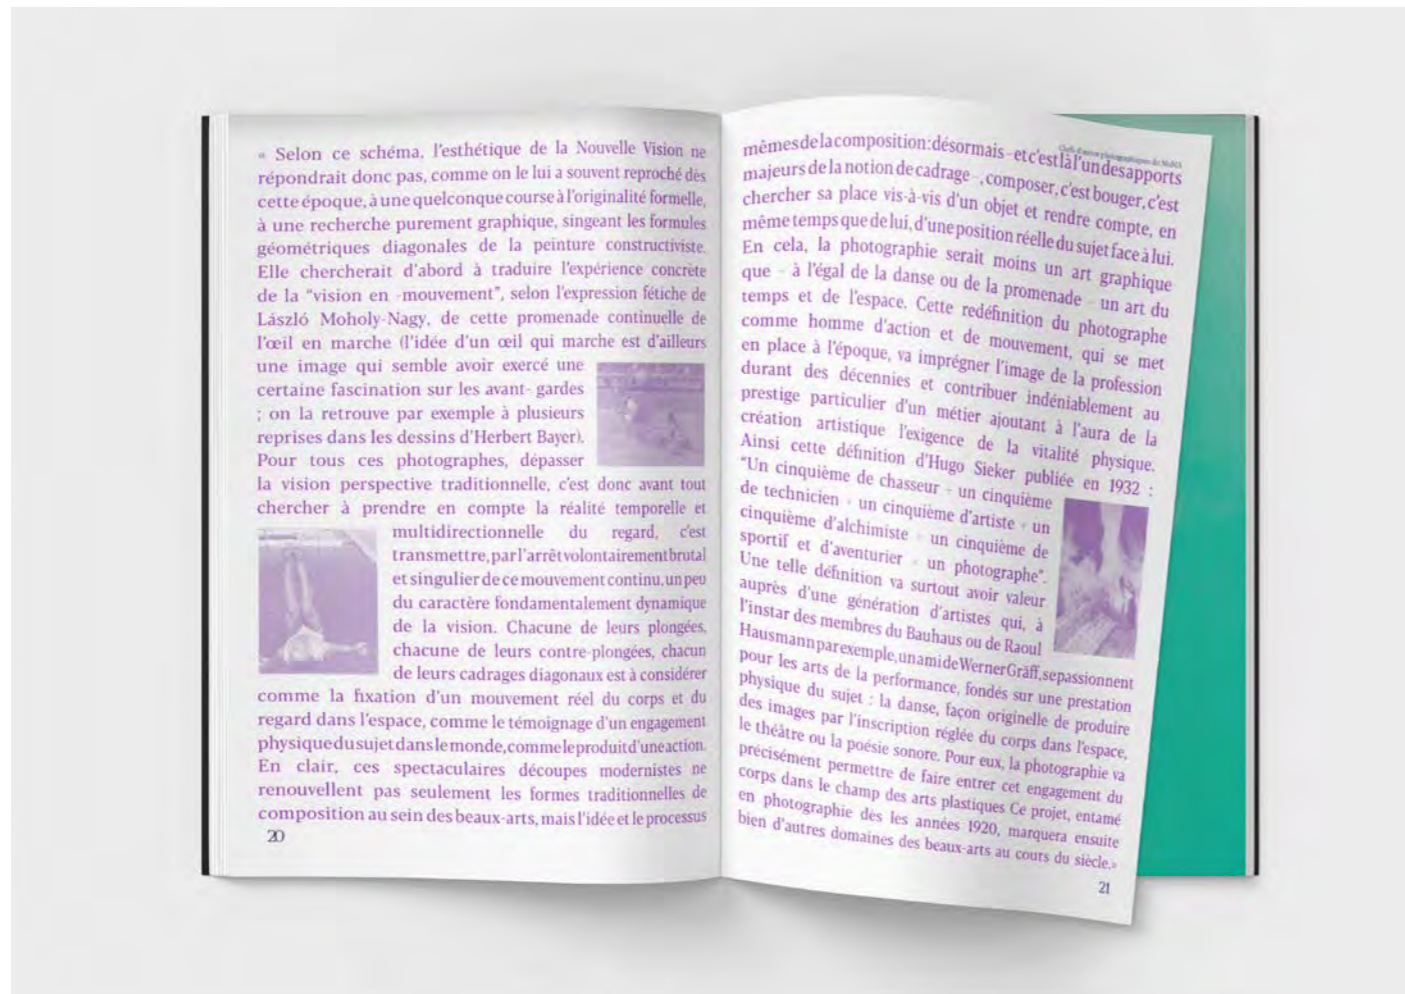 « Selon ce schéma, l'esthétique de la Nouvelle Vision ne
répondrait donc pas, comme on le lui a souvent reproché dès
cette époque, à une quelconque course à l'originalité formelle,
à une recherche purement graphique, singeant les formules
géométriques diagonales de la peinture constructiviste.
Elle chercherait d'abord à traduire l'expérience concrète
de la "vision en -mouvement", selon l'expression fétiche de
László Moholy-Nagy, de cette promenade continuelle de
l'œil en marche (l'idée d'un œil qui marche est d'ailleurs
une image qui semble avoir exercé une
certaine fascination sur les avant- gardes
; on la retrouve par exemple à plusieurs
reprises dans les dessins d'Herbert Bayer).
Pour tous ces photographes, dépasser
la vision perspective traditionnelle, c'est donc avant tout
chercher à prendre en compte la réalité temporelle et
multidirectionnelle du regard, c'est
transmettre, par l'arrêt volontairement brutal
et singulier de ce mouvement continu, un peu
du caractère fondamentalement dynamique
de la vision. Chacune de leurs plongées,
chacune de leurs contre-plongées, chacun
de leurs cadrages diagonaux est à considérer
comme la fixation d'un mouvement réel du corps et du
regard dans l'espace, comme le témoignage d'un engagement
physique du sujet dans le monde, comme le produit d'une action.
En clair, ces spectaculaires découpes modernistes ne
renouvellent pas seulement les formes traditionnelles de
composition au sein des beaux-arts, mais l'idée et le processus
20
Chefs-d'œuvre photographiques du MoMA
mêmes de la composition : désormais – et c'est là l'un des apports
majeurs de la notion de cadrage –, composer, c'est bouger, c'est
chercher sa place vis-à-vis d'un objet et rendre compte, en
même temps que de lui, d'une position réelle du sujet face à lui.
En cela, la photographie serait moins un art graphique
que – à l'égal de la danse ou de la promenade – un art du
temps et de l'espace. Cette redéfinition du photographe
comme homme d'action et de mouvement, qui se met
en place à l'époque, va imprégner l'image de la profession
durant des décennies et contribuer indéniablement au
prestige particulier d'un métier ajoutant à l'aura de la
création artistique l'exigence de la vitalité physique.
Ainsi cette définition d'Hugo Sieker publiée en 1932 :
"Un cinquième de chasseur + un cinquième
de technicien + un cinquième d'artiste + un
cinquième d'alchimiste + un cinquième de
sportif et d'aventurier = un photographe".
Une telle définition va surtout avoir valeur
auprès d'une génération d'artistes qui, à
l'instar des membres du Bauhaus ou de Raoul
Hausmann par exemple, un ami de Werner Gräff, se passionnent
pour les arts de la performance, fondés sur une prestation
physique du sujet : la danse, façon originelle de produire
des images par l'inscription réglée du corps dans l'espace,
le théâtre ou la poésie sonore. Pour eux, la photographie va
précisément permettre de faire entrer cet engagement du
corps dans le champ des arts plastiques Ce projet, entamé
en photographie dès les années 1920, marquera ensuite
bien d'autres domaines des beaux-arts au cours du siècle.»
21